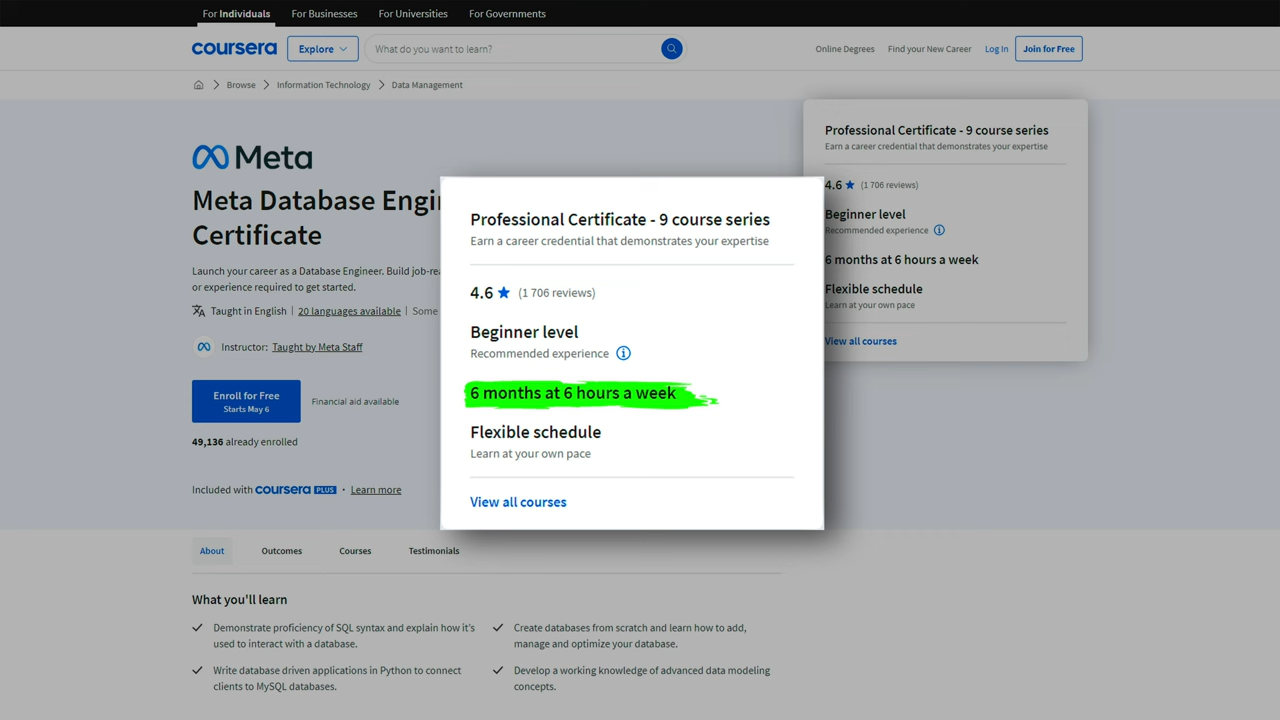 For Individuals
For Businesses
For Universities
For Governments
coursera
Explore
What do you want to learn?
Online Degrees
Find your New Career
Log In
Join for Free
Browse
Information Technology
Data Management
Meta
Meta Database Engi
Certificate
Launch your career as a Database Engineer. Build job-rea
or experience required to get started.
Taught in English
20 languages available
Some
Instructor: Taught by Meta Staff
Enroll for Free
Starts May 6
Financial aid available
49,136 already enrolled
Included with coursera PLUS · Learn more
Professional Certificate - 9 course series
Earn a career credential that demonstrates your expertise
4.6 (1 706 reviews)
Beginner level
Recommended experience
6 months at 6 hours a week
Flexible schedule
Learn at your own pace
View all courses
Professional Certificate - 9 course series
Earn a career credential that demonstrates your expertise
4.6 (1 706 reviews)
Beginner level
Recommended experience
6 months at 6 hours a week
Flexible schedule
Learn at your own pace
View all courses
About
Outcomes
Courses
Testimonials
What you'll learn
Demonstrate proficiency of SQL syntax and explain how it's
used to interact with a database.
Create databases from scratch and learn how to add,
manage and optimize your database.
Write database driven applications in Python to connect
clients to MySQL databases.
Develop a working knowledge of advanced data modeling
concepts.